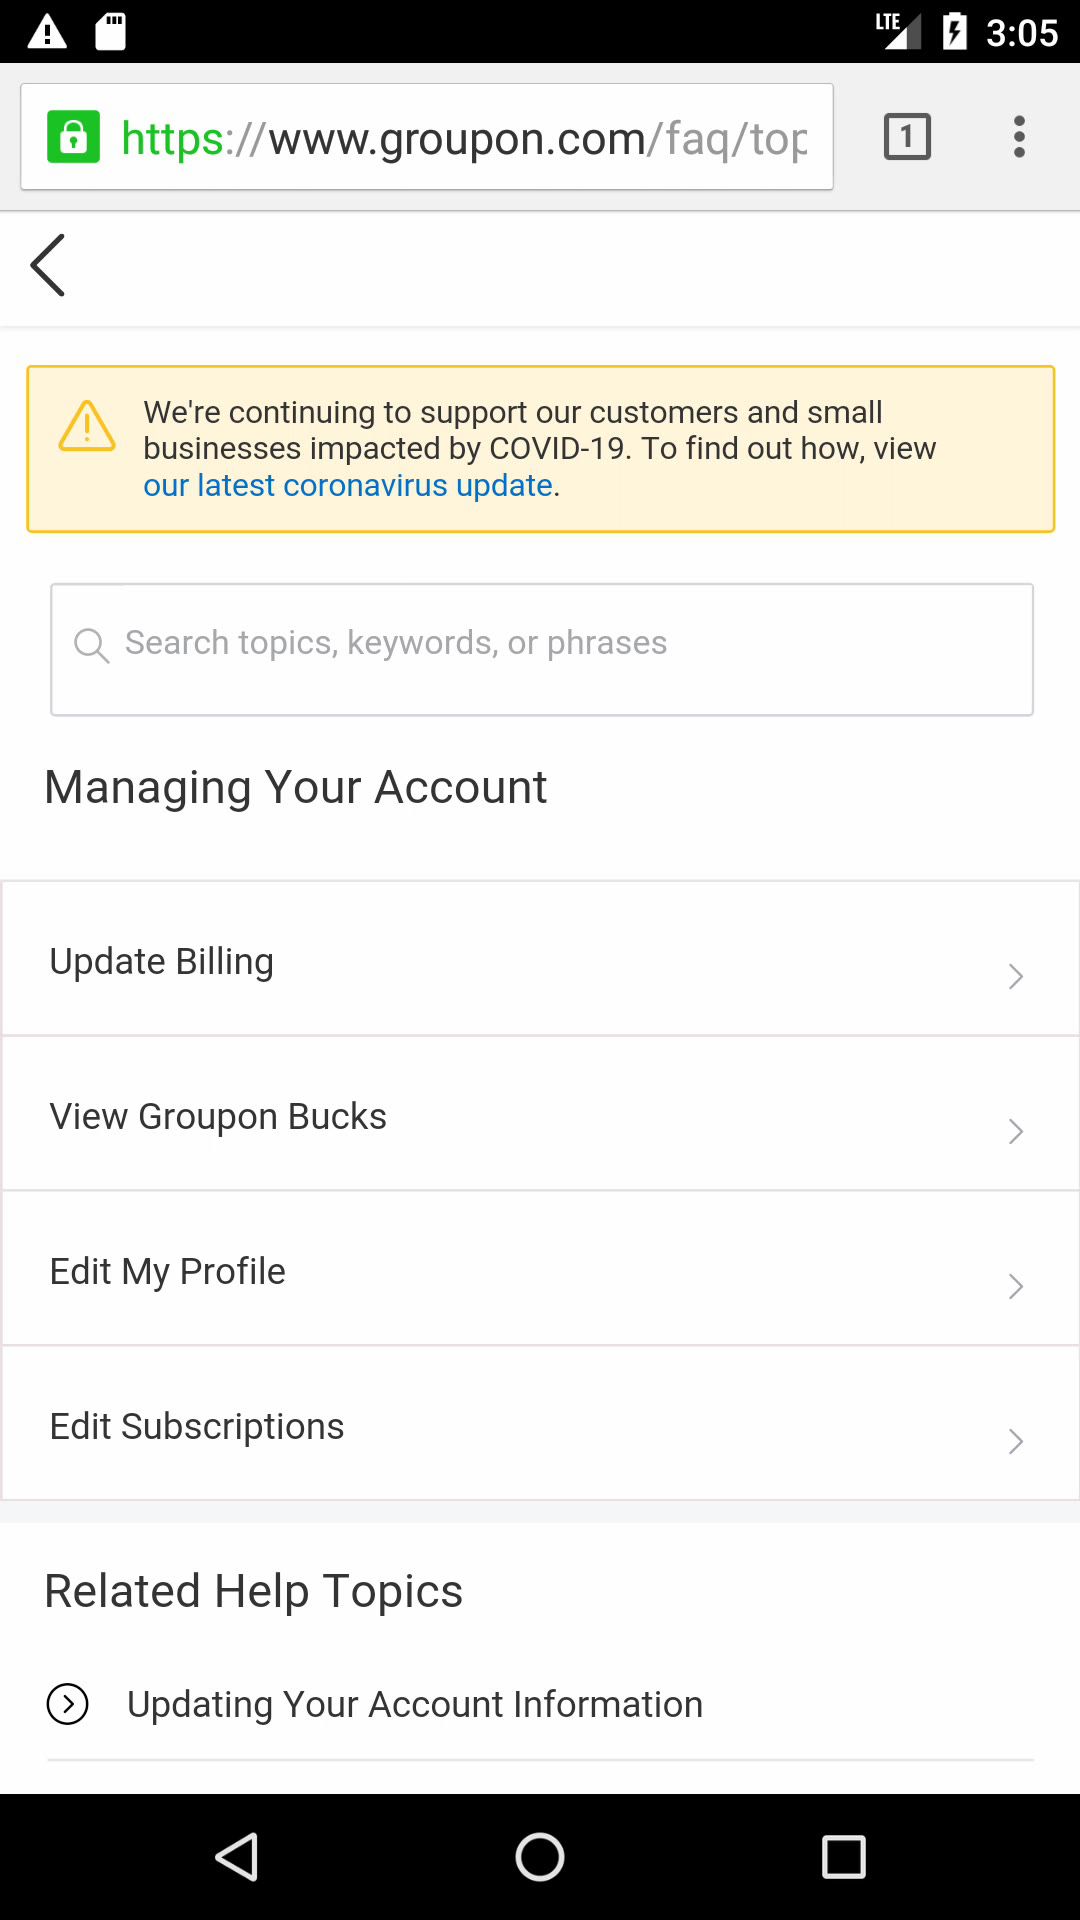 LTE 3:05
https://www.groupon.com/faq/top
1
We're continuing to support our customers and small
businesses impacted by COVID-19. To find out how, view
our latest coronavirus update.
Search topics, keywords, or phrases
Managing Your Account
Update Billing
View Groupon Bucks
Edit My Profile
Edit Subscriptions
Related Help Topics
Updating Your Account Information